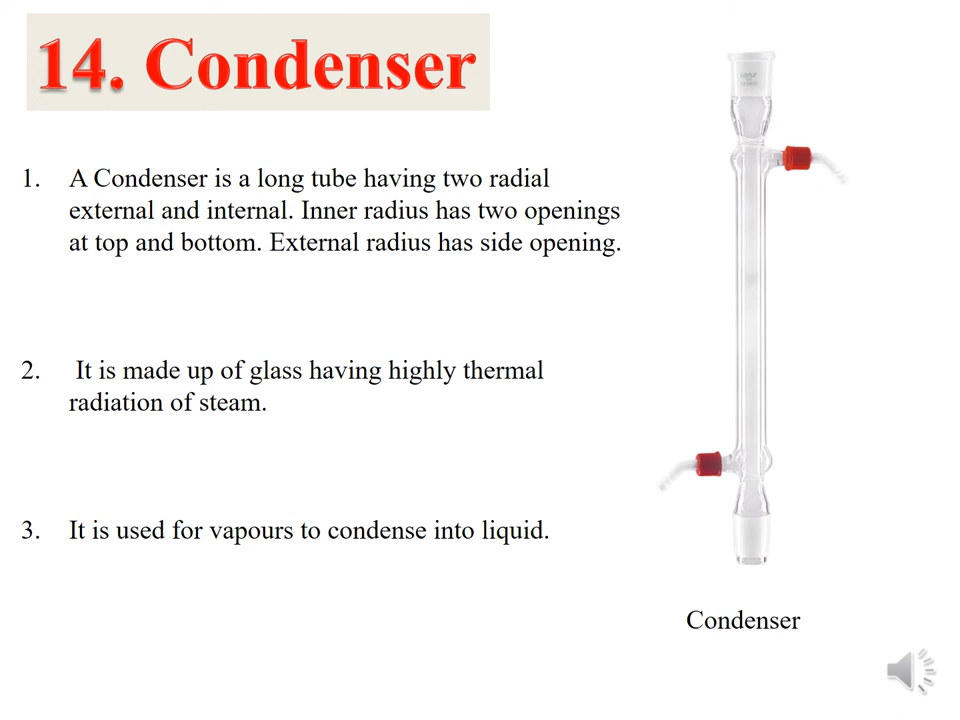 14. Condenser
1. A Condenser is a long tube having two radial
external and internal. Inner radius has two openings
at top and bottom. External radius has side opening.
2. It is made up of glass having highly thermal
radiation of steam.
3. It is used for vapours to condense into liquid.
Condenser